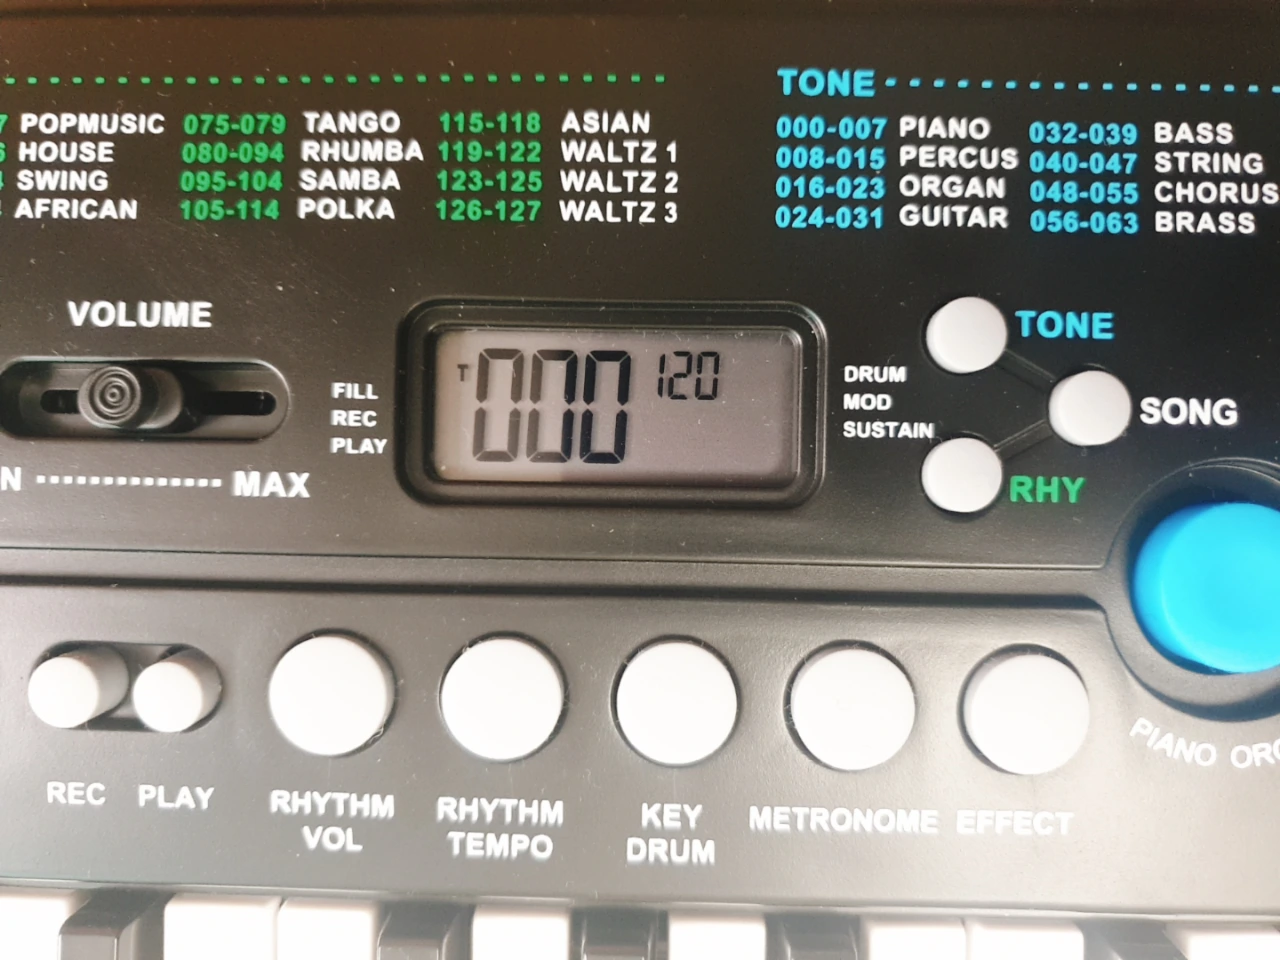 TONE
7 POPMUSIC 075-079 TANGO 115-118 ASIAN
HOUSE 080-094 RHUMBA 119-122 WALTZ 1
SWING 095-104 SAMBA 123-125 WALTZ 2
AFRICAN 105-114 POLKA 126-127 WALTZ 3
000-007 PIANO 032-039 BASS
008-015 PERCUS 040-047 STRING
016-023 ORGAN 048-055 CHORUS
024-031 GUITAR 056-063 BRASS
VOLUME
N MAX
FILL
REC
PLAY
T 000 120
DRUM
MOD
SUSTAIN
TONE
SONG
RHY
REC PLAY
RHYTHM
VOL
RHYTHM
TEMPO
KEY
DRUM
METRONOME EFFECT
PIANO ORG